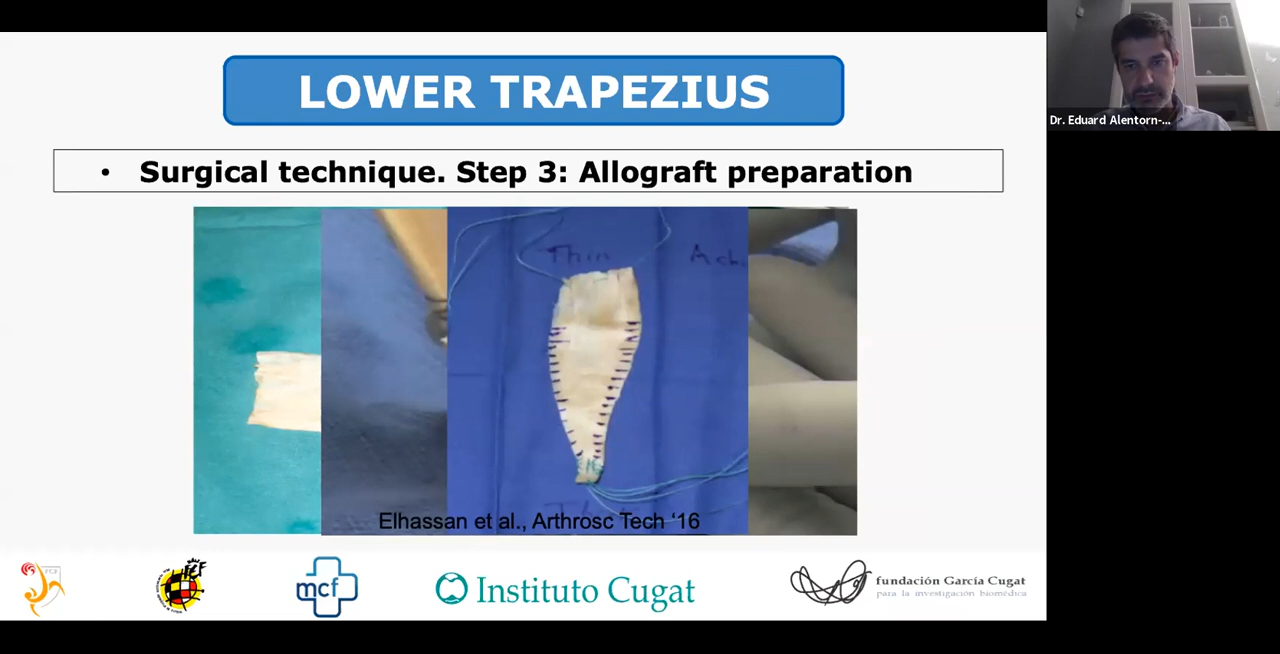 LOWER TRAPEZIUS
Dr. Eduard Alentorn-...
• Surgical technique. Step 3: Allograft preparation
Thin
Elhassan et al., Arthrosc Tech ‘16
mcf
Instituto Cugat
fundación García Cugat
para la investigación biomédica